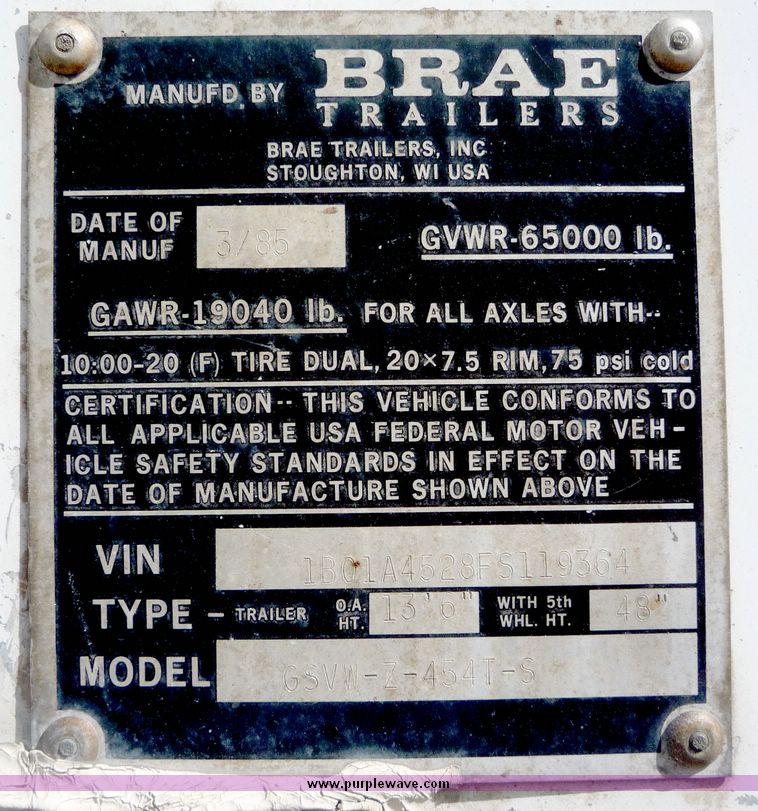 MANUFD. BY BRAE
TRAILERS
BRAE TRAILERS, INC
STOUGHTON, WI USA
DATE OF
MANUF 3/85 GVWR-65000 lb.
GAWR-19040 lb. FOR ALL AXLES WITH--
10:00-20 (F) TIRE DUAL, 20×7.5 RIM, 75 psi cold
CERTIFICATION-- THIS VEHICLE CONFORMS TO
ALL APPLICABLE USA FEDERAL MOTOR VEH-
ICLE SAFETY STANDARDS IN EFFECT ON THE
DATE OF MANUFACTURE SHOWN ABOVE
VIN 1B01A4528FS119364
TYPE - TRAILER O.A. HT. 13'6" WITH 5th WHL. HT. 48"
MODEL GSVW-Z-454T-S
www.purplewave.com